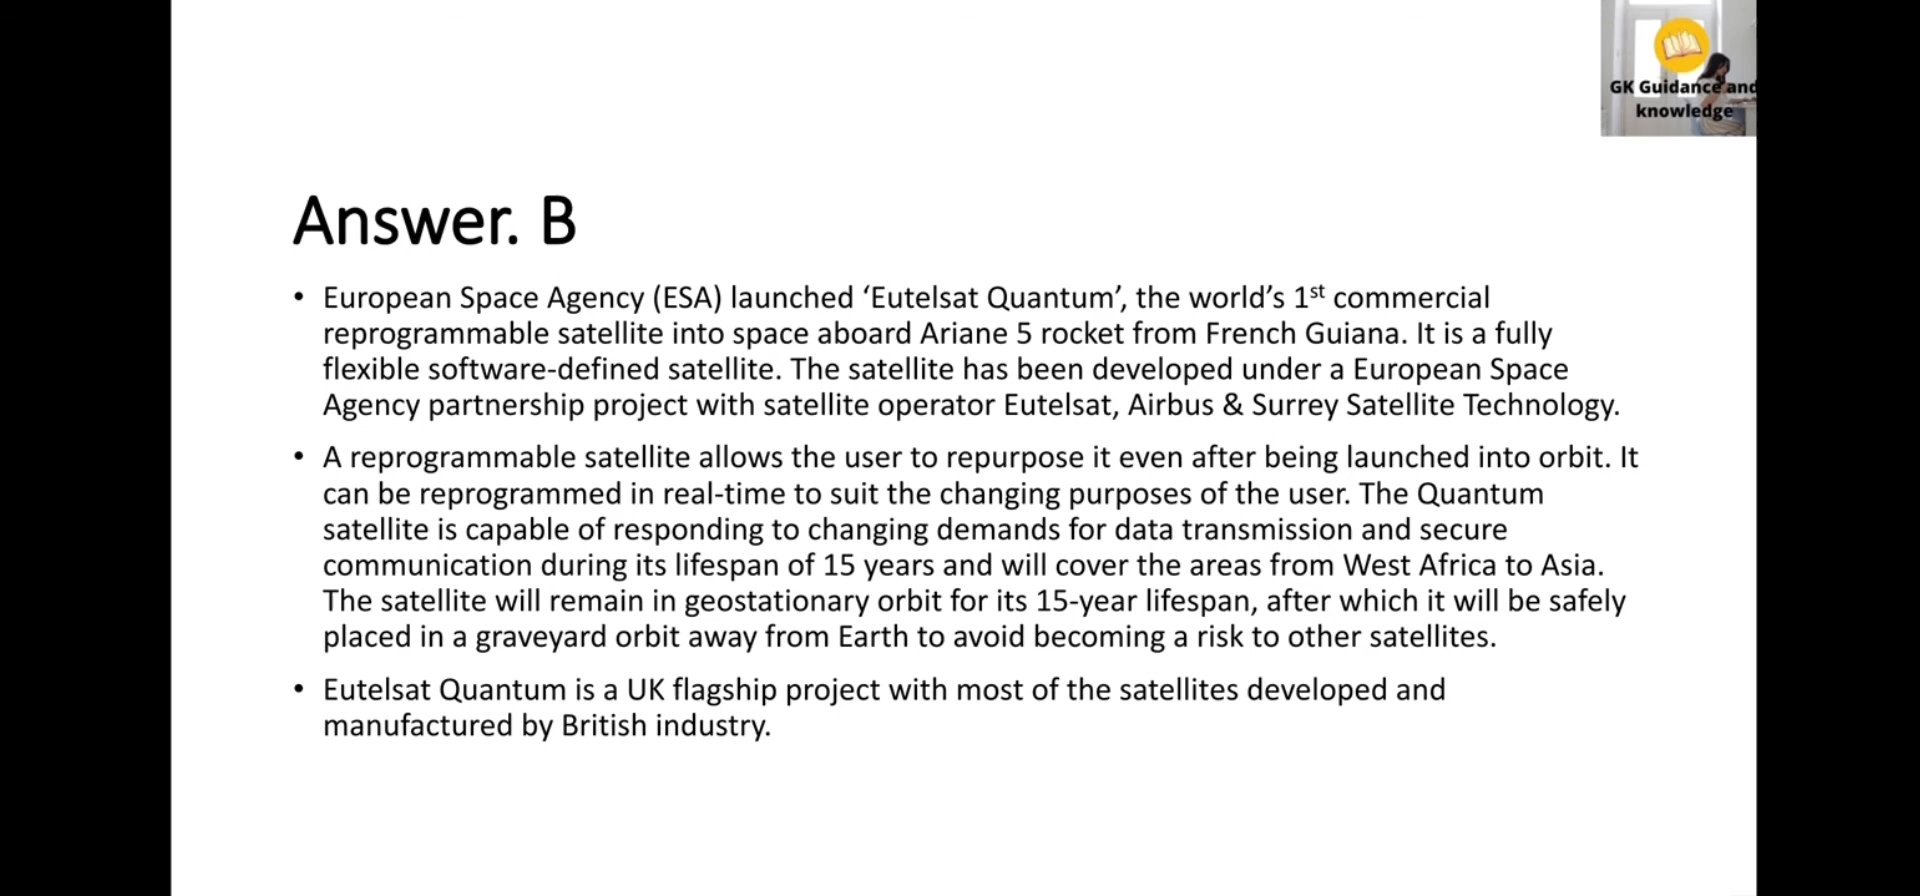 GK Guidance and
knowledge
Answer. B
• European Space Agency (ESA) launched ‘Eutelsat Quantum’, the world’s 1st commercial
reprogrammable satellite into space aboard Ariane 5 rocket from French Guiana. It is a fully
flexible software-defined satellite. The satellite has been developed under a European Space
Agency partnership project with satellite operator Eutelsat, Airbus & Surrey Satellite Technology.
• A reprogrammable satellite allows the user to repurpose it even after being launched into orbit. It
can be reprogrammed in real-time to suit the changing purposes of the user. The Quantum
satellite is capable of responding to changing demands for data transmission and secure
communication during its lifespan of 15 years and will cover the areas from West Africa to Asia.
The satellite will remain in geostationary orbit for its 15-year lifespan, after which it will be safely
placed in a graveyard orbit away from Earth to avoid becoming a risk to other satellites.
• Eutelsat Quantum is a UK flagship project with most of the satellites developed and
manufactured by British industry.